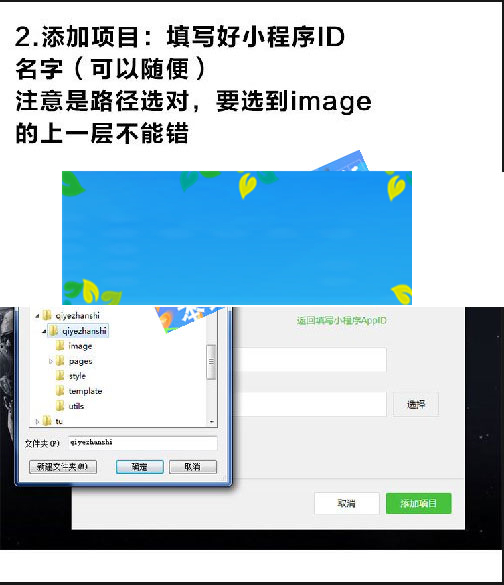 2.添加项目：填写好小程序ID
名字（可以随便）
注意是路径选对，要选到image
的上一层不能错
qiyezhanshi
返回填写小程序AppID
qiyezhanshi
image
pages
style
template
选择
utils
tu
文件夹(F)
qiyezhanshi
新建文件夹(M)
确定
取消
取消
添加项目